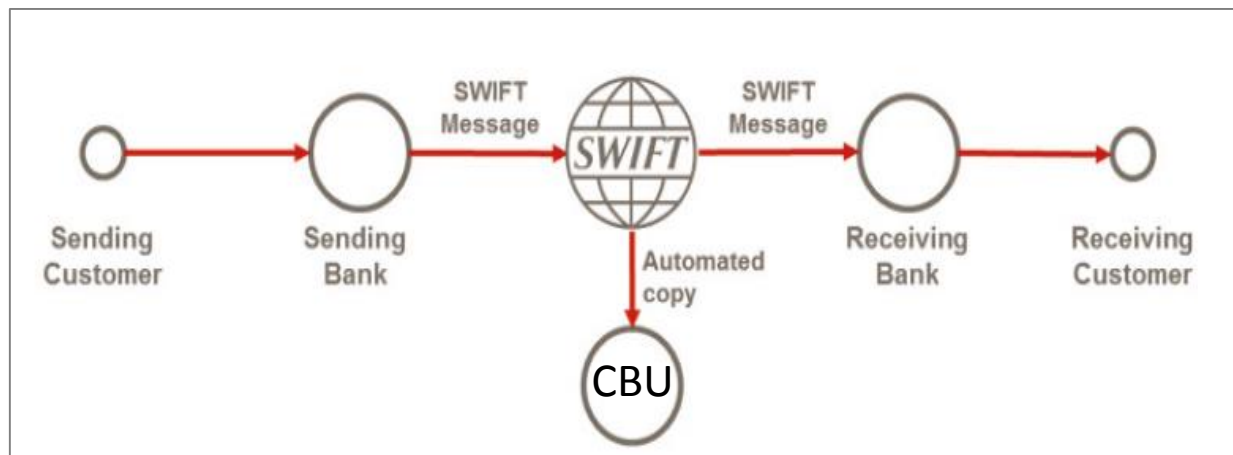 SWIFT
Message
SWIFT
Message
SWIFT
Sending
Customer
Sending
Bank
Receiving
Bank
Receiving
Customer
Automated
copy
CBU